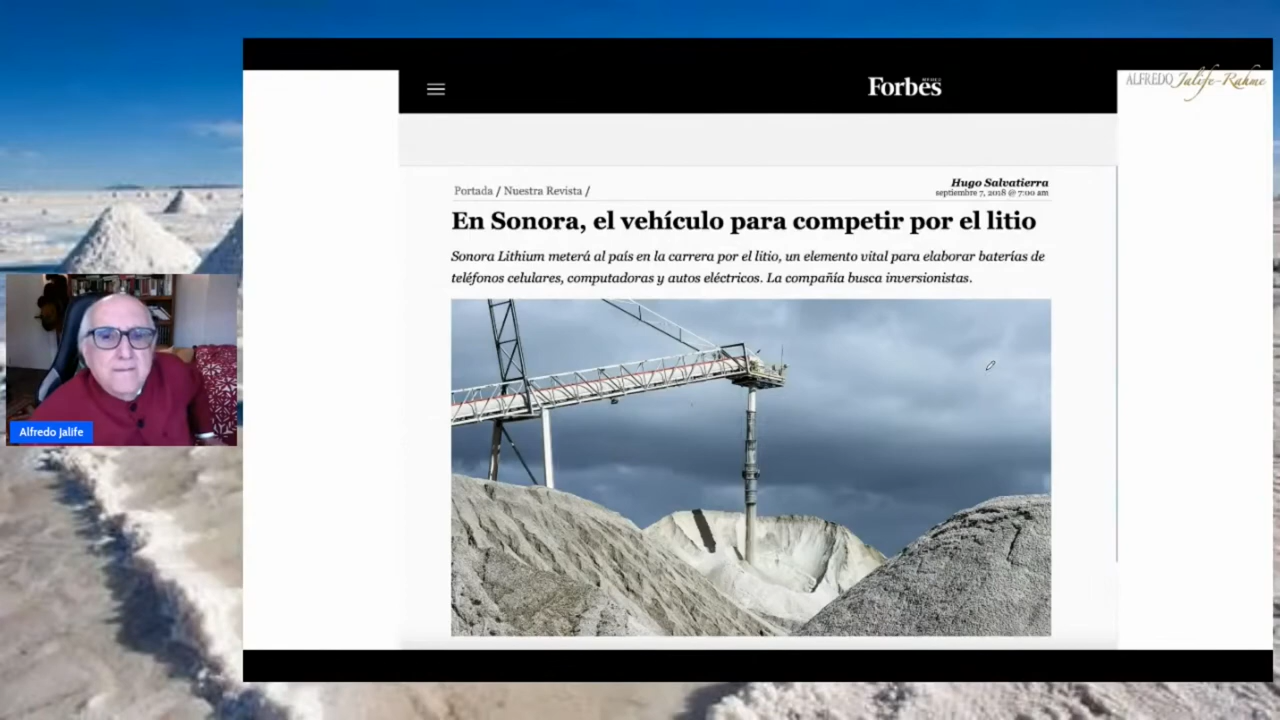 Forbes
MÉXICO
ALFREDO Jalife-Rahme
Portada / Nuestra Revista /
Hugo Salvatierra
septiembre 7, 2018 @ 7:00 am
En Sonora, el vehículo para competir por el litio
Sonora Lithium meterá al país en la carrera por el litio, un elemento vital para elaborar baterías de
teléfonos celulares, computadoras y autos eléctricos. La compañía busca inversionistas.
Alfredo Jalife